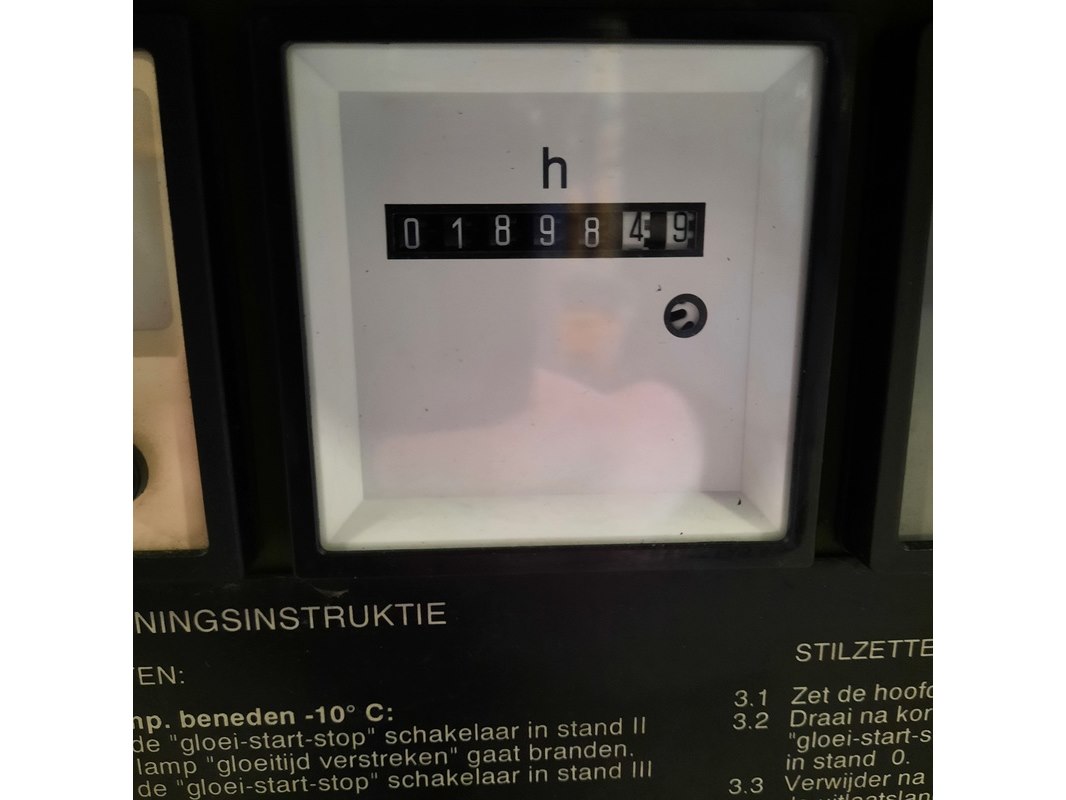 h
0189849
NINGSINSTRUKTIE
TEN:
mp. beneden -10° C:
de "gloei-start-stop" schakelaar in stand II
lamp "gloeitijd verstreken" gaat branden.
de "gloei-start-stop" schakelaar in stand III
STILZETTE
3.1 Zet de hoofd
3.2 Draai na kor
"gloei-start-s
in stand 0.
3.3 Verwijder na